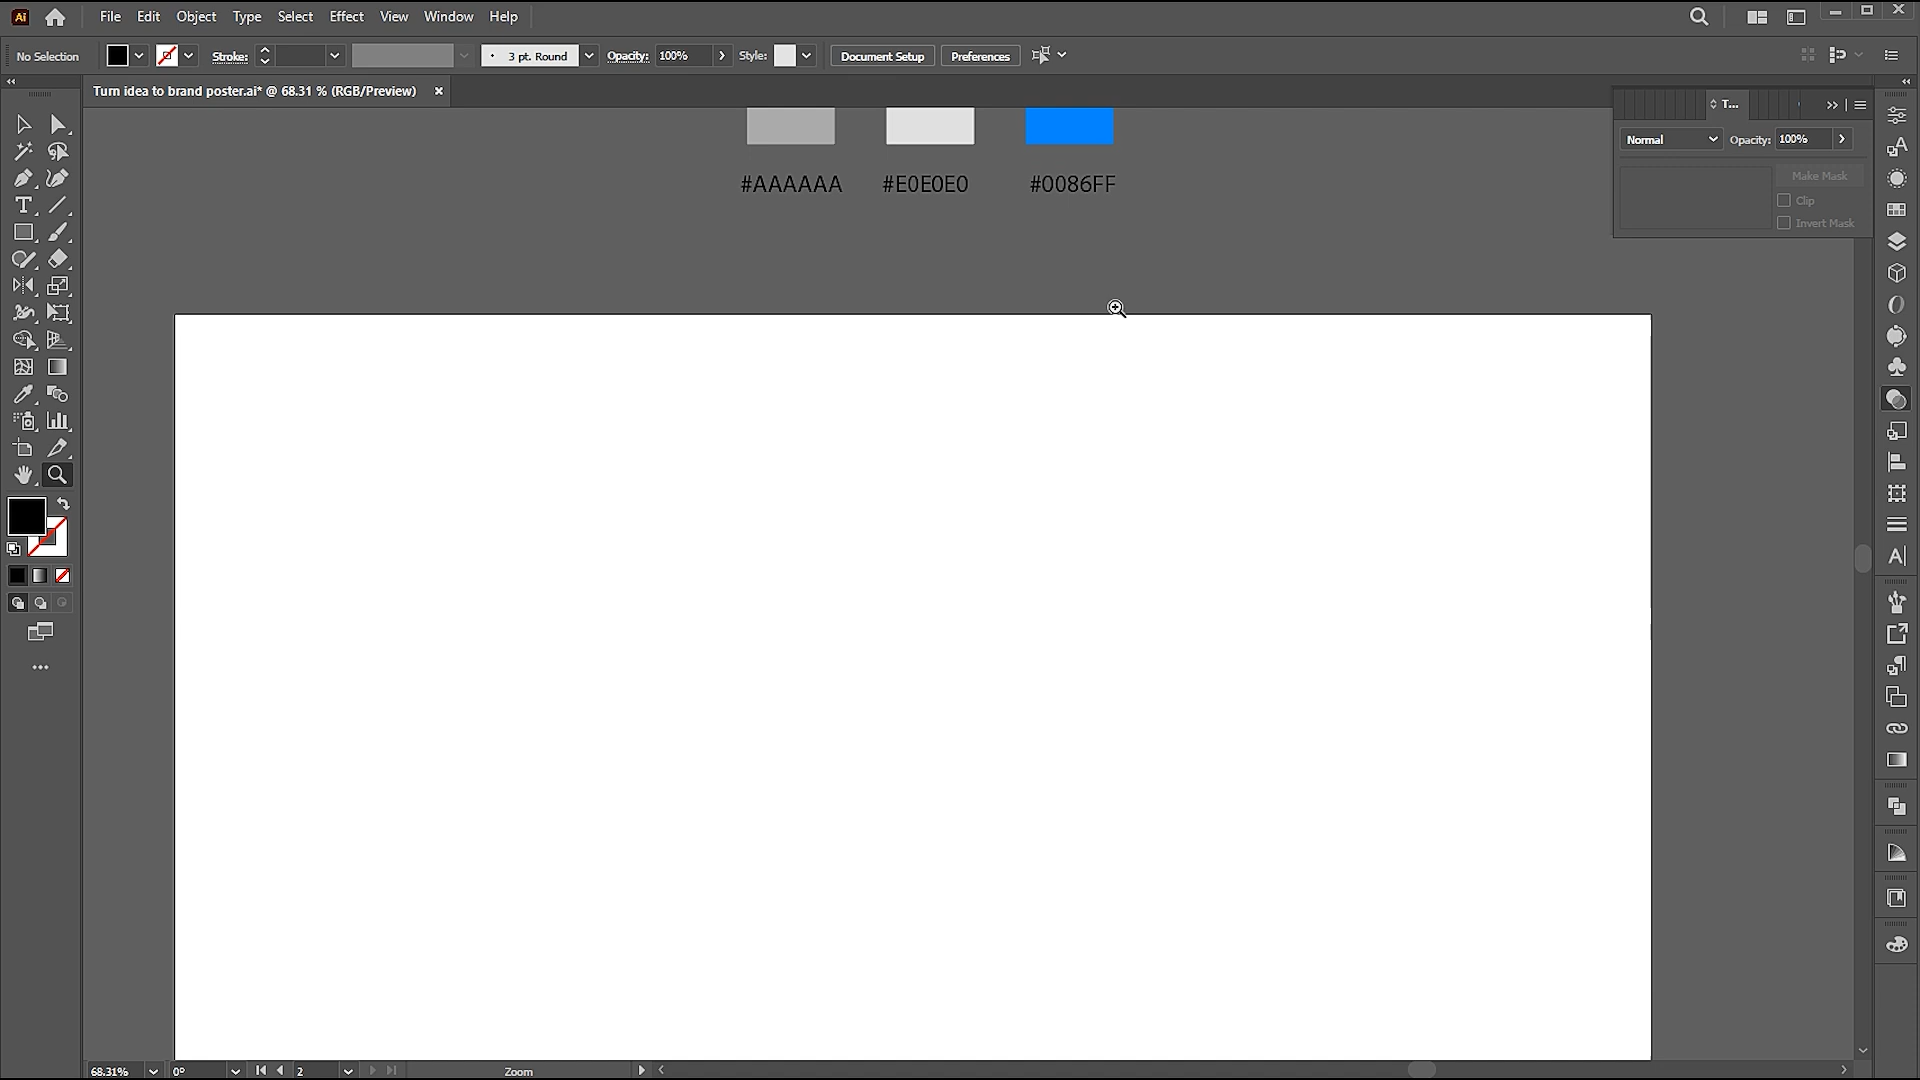 Ai File Edit Object Type Select Effect View Window Help
No Selection Stroke: 3 pt. Round Opacity: 100% Style: Document Setup Preferences
Turn idea to brand poster.ai* @ 68.31 % (RGB/Preview)
T...
Normal Opacity: 100%
Make Mask
Clip
Invert Mask
#AAAAAA #E0E0E0 #0086FF
68.31% 0° 2 Zoom